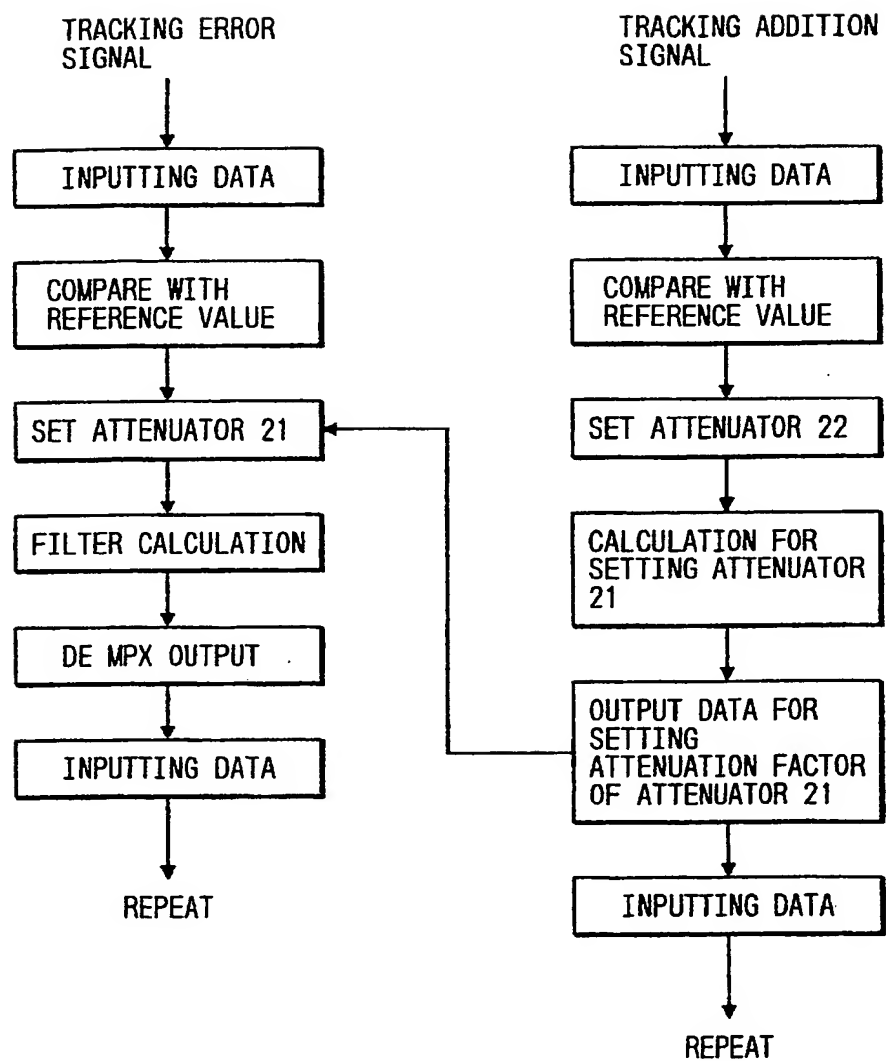 TRACKING ERROR
SIGNAL
INPUTTING DATA
COMPARE WITH
REFERENCE VALUE
SET ATTENUATOR 21
FILTER CALCULATION
DE MPX OUTPUT
INPUTTING DATA
REPEAT
TRACKING ADDITION
SIGNAL
INPUTTING DATA
COMPARE WITH
REFERENCE VALUE
SET ATTENUATOR 22
CALCULATION FOR
SETTING ATTENUATOR
21
OUTPUT DATA FOR
SETTING
ATTENUATION FACTOR
OF ATTENUATOR 21
INPUTTING DATA
REPEAT